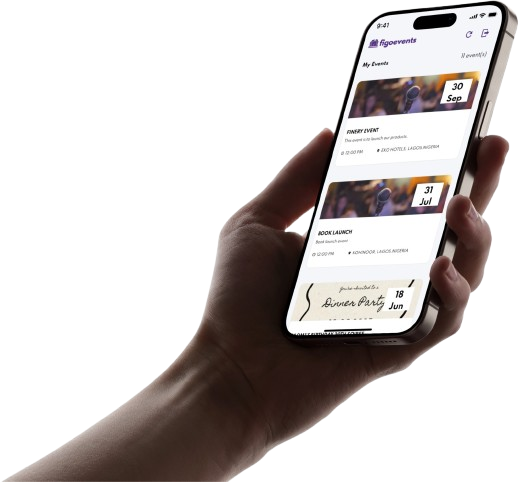 9:41
figoevents
My Events
11 event(s)
30
Sep
FINERY EVENT
This event is to launch our products.
12:00 PM
EKO HOTELS, LAGOS NIGERIA
31
Jul
BOOK LAUNCH
Book launch event
12:00 PM
KOHINOOR, LAGOS NIGERIA
You're invited to a
Dinner Party
18
Jun